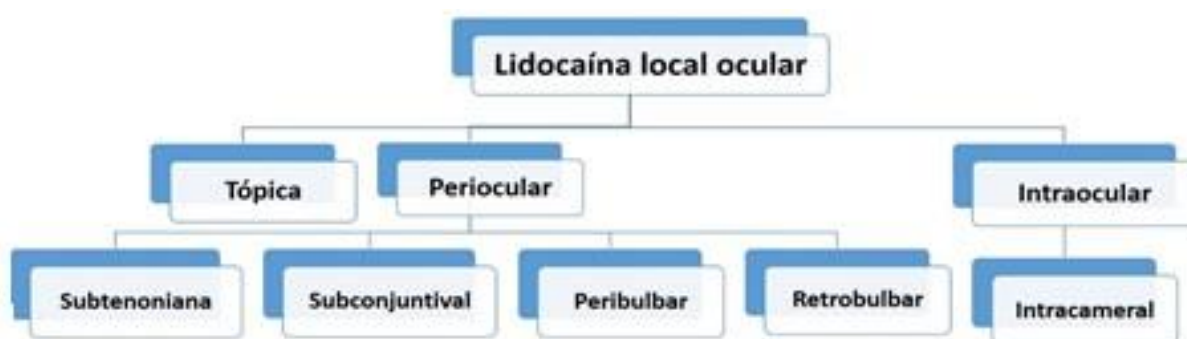 Lidocaína local ocular
Tópica
Periocular
Intraocular
Subtenoniana
Subconjuntival
Peribulbar
Retrobulbar
Intracameral